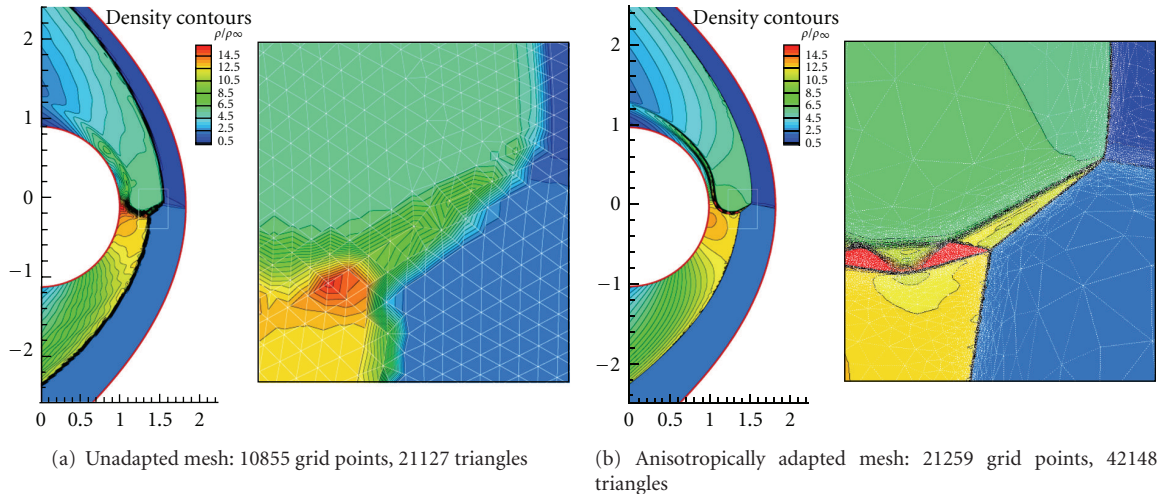 Density contours
ρ/ρ∞
14.5
12.5
10.5
8.5
6.5
4.5
2.5
0.5
2
1
0
−1
−2
0 0.5 1 1.5 2
(a) Unadapted mesh: 10855 grid points, 21127 triangles
Density contours
ρ/ρ∞
14.5
12.5
10.5
8.5
6.5
4.5
2.5
0.5
2
1
0
−1
−2
0 0.5 1 1.5 2
(b) Anisotropically adapted mesh: 21259 grid points, 42148
triangles